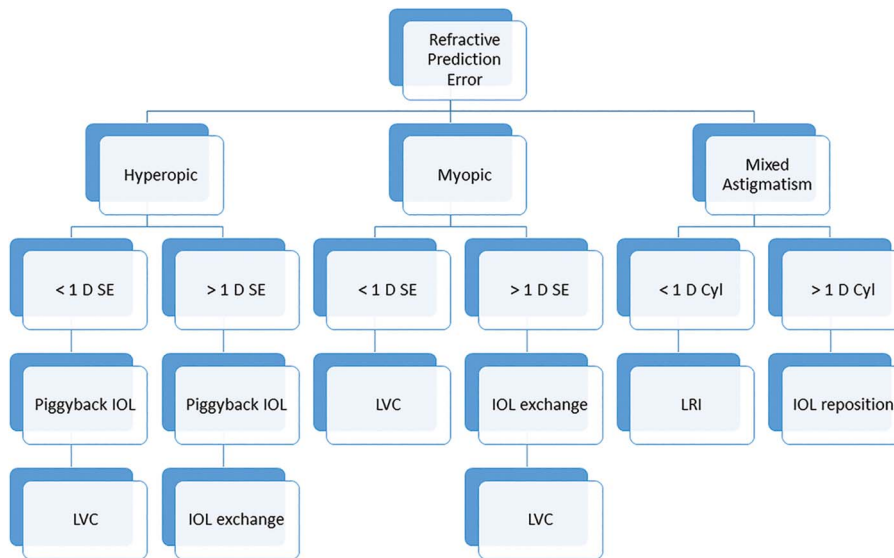 Refractive
Prediction
Error
Hyperopic
Myopic
Mixed
Astigmatism
< 1 D SE
> 1 D SE
< 1 D SE
> 1 D SE
< 1 D Cyl
> 1 D Cyl
Piggyback IOL
Piggyback IOL
LVC
IOL exchange
LRI
IOL reposition
LVC
IOL exchange
LVC